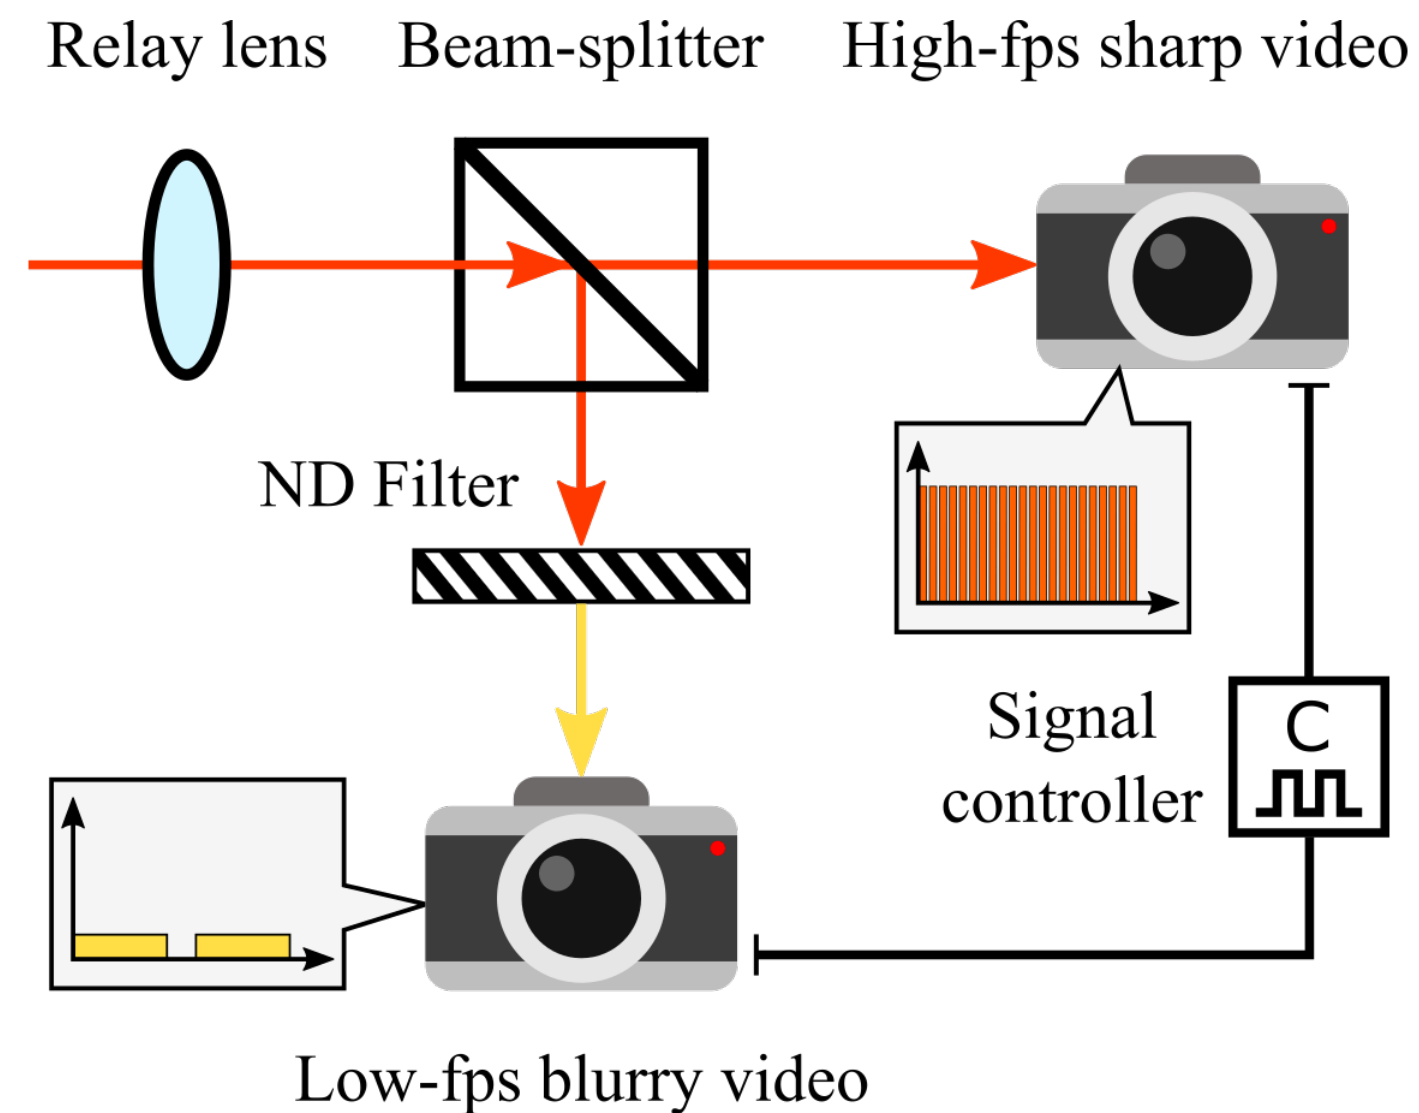 Relay lens
Beam-splitter
High-fps sharp video
ND Filter
Signal
controller
C
Low-fps blurry video